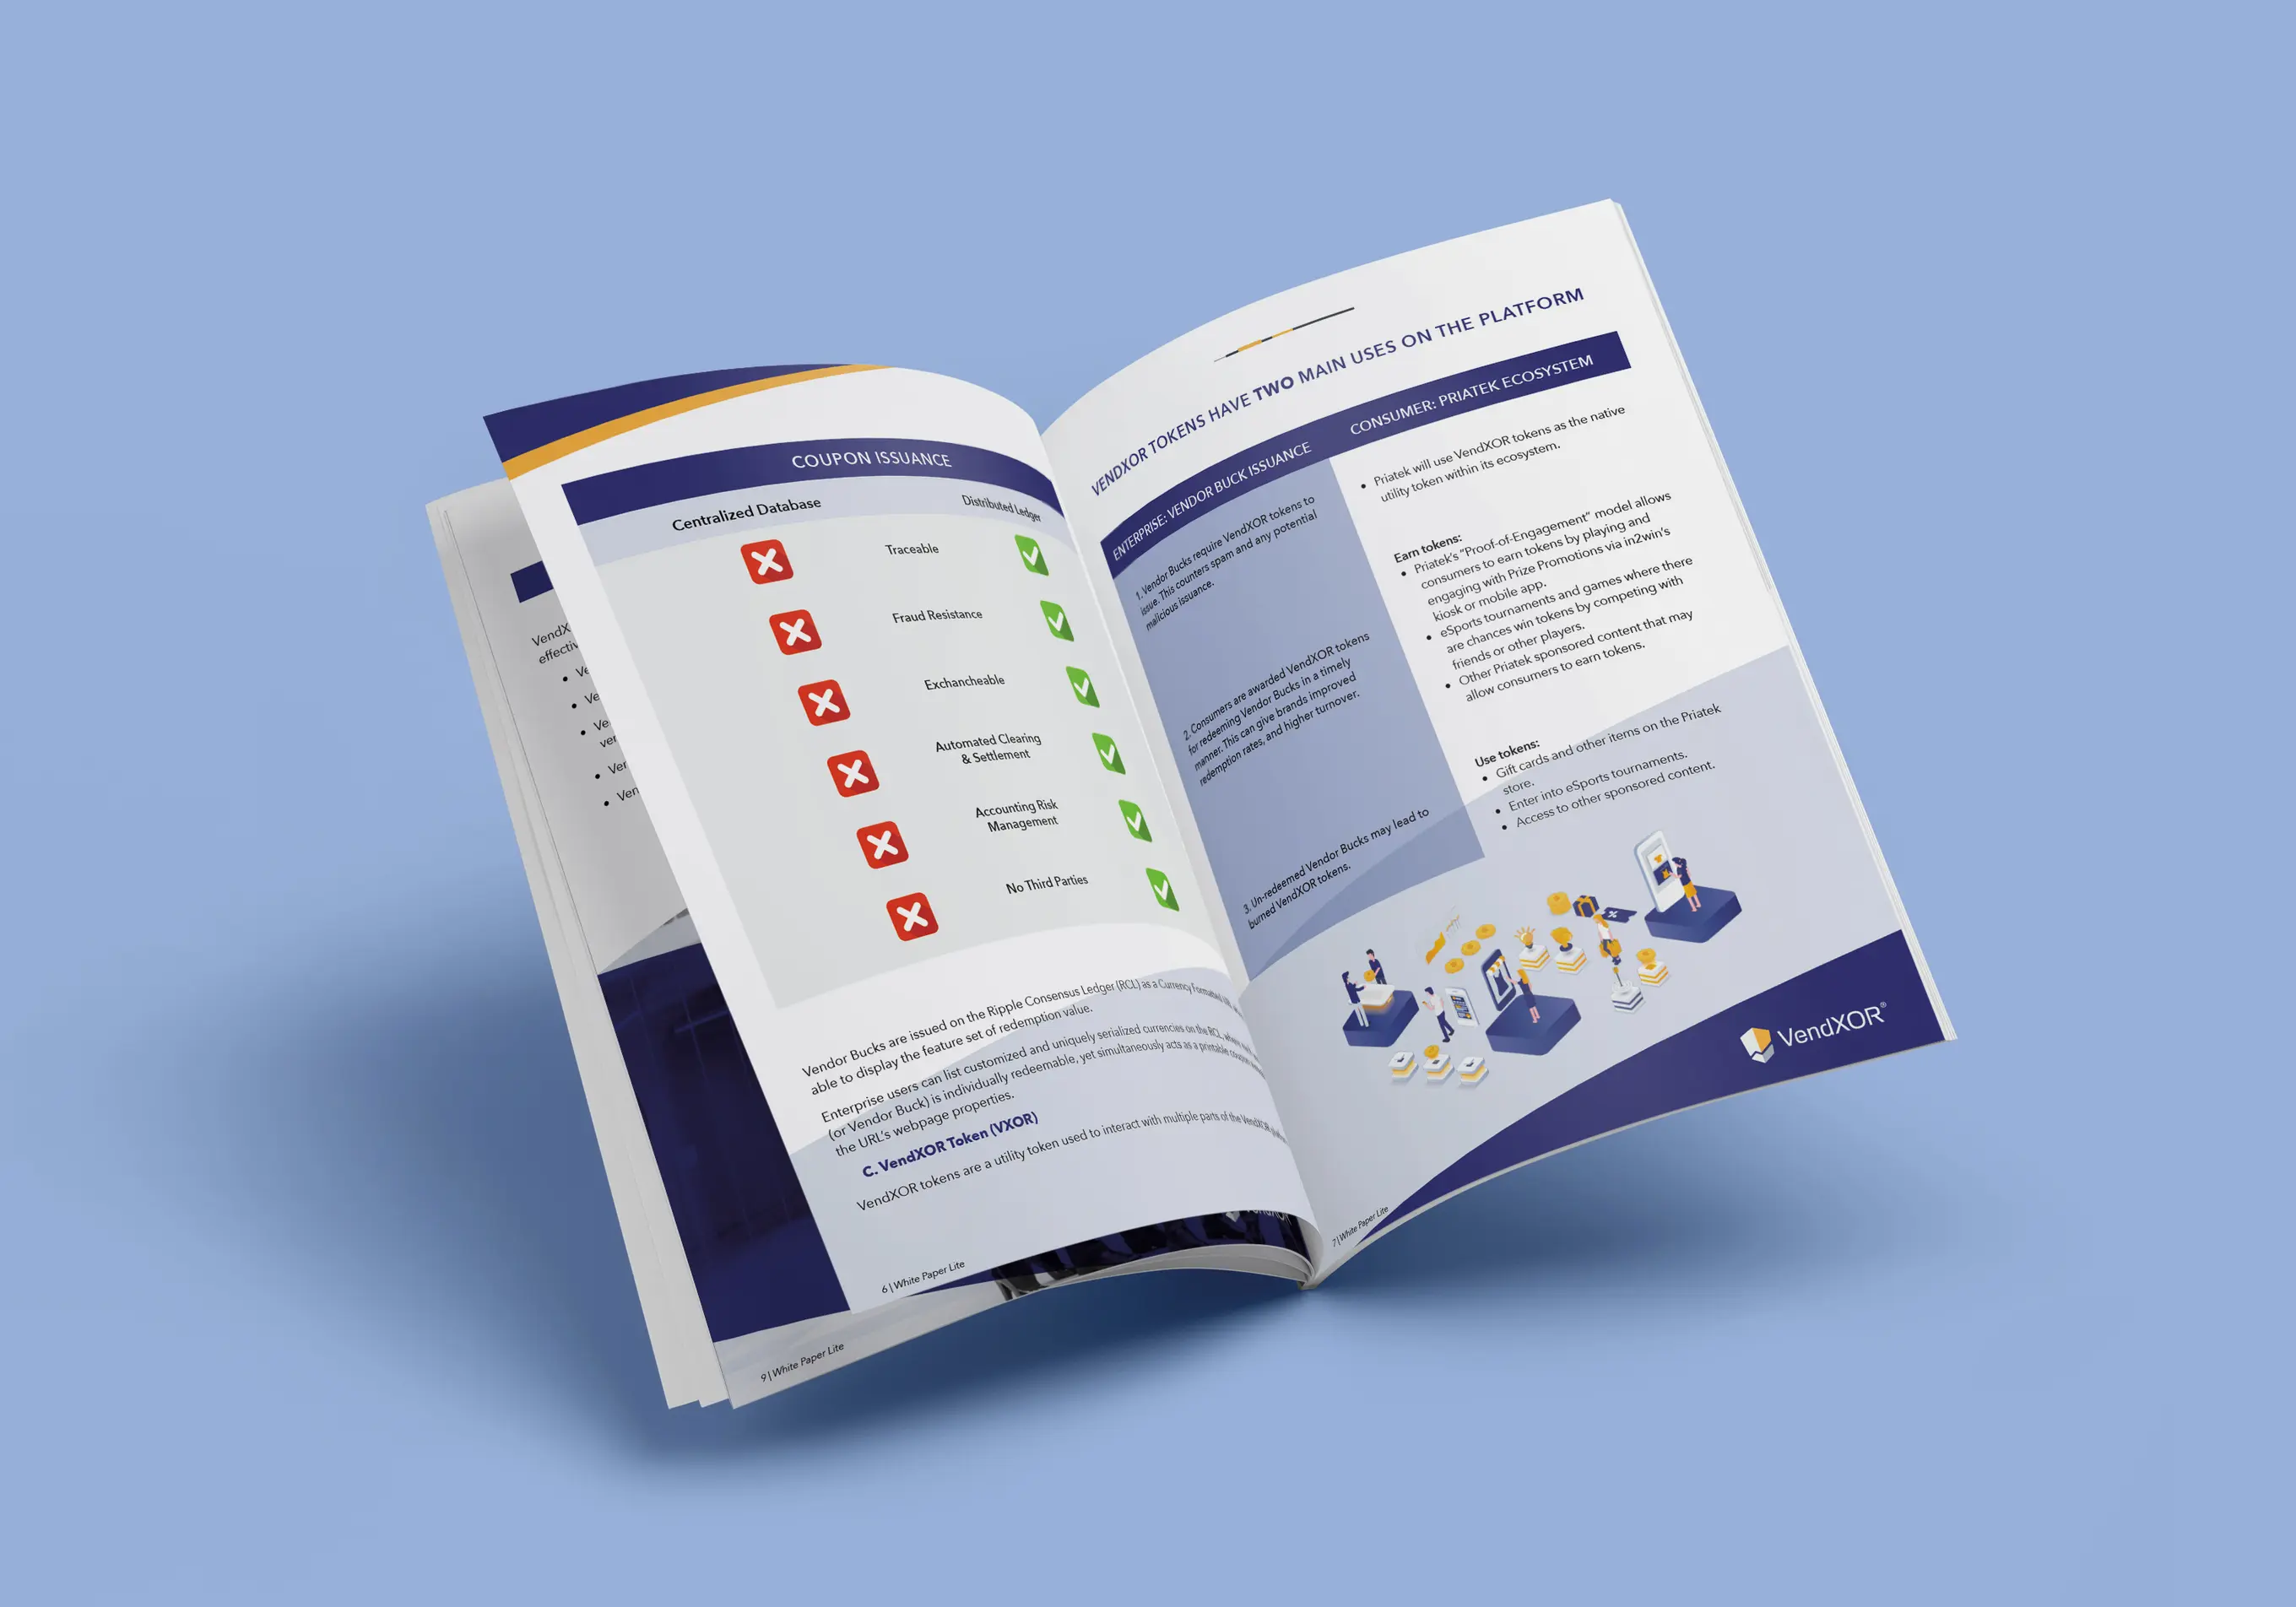 COUPON ISSUANCE
Centralized Database
Distributed Ledger
Traceable
Fraud Resistance
Exchancheable
Automated Clearing
& Settlement
Accounting Risk
Management
No Third Parties
Vendor Bucks are issued on the Ripple Consensus Ledger (RCL) as a Currency Formatted
able to display the feature set of redemption value.
Enterprise users can list customized and uniquely serialized currencies on the RCL, where
(or Vendor Buck) is individually redeemable, yet simultaneously acts as a printable coupon
the URL's webpage properties.
C. VendXOR Token (VXOR)
VendXOR tokens are a utility token used to interact with multiple parts of the VendXOR
6 | White Paper Lite
VENDXOR TOKENS HAVE TWO MAIN USES ON THE PLATFORM
ENTERPRISE: VENDOR BUCK ISSUANCE
1. Vendor Bucks require VendXOR tokens to
issue. This counters spam and any potential
malicious issuance.
2. Consumers are awarded VendXOR tokens
for redeeming Vendor Bucks in a timely
manner. This can give brands improved
redemption rates, and higher turnover.
3. Un-redeemed Vendor Bucks may lead to
burned VendXOR tokens.
CONSUMER: PRIATEK ECOSYSTEM
• Priatek will use VendXOR tokens as the native
utility token within its ecosystem.
Earn tokens:
• Priatek's "Proof-of-Engagement" model allows
consumers to earn tokens by playing and
engaging with Prize Promotions via in2win's
kiosk or mobile app.
• eSports tournaments and games where there
are chances win tokens by competing with
friends or other players.
• Other Priatek sponsored content that may
allow consumers to earn tokens.
Use tokens:
• Gift cards and other items on the Priatek
store.
• Enter into eSports tournaments.
• Access to other sponsored content.
VendXOR®
7 | White Paper Lite
9 | White Paper Lite